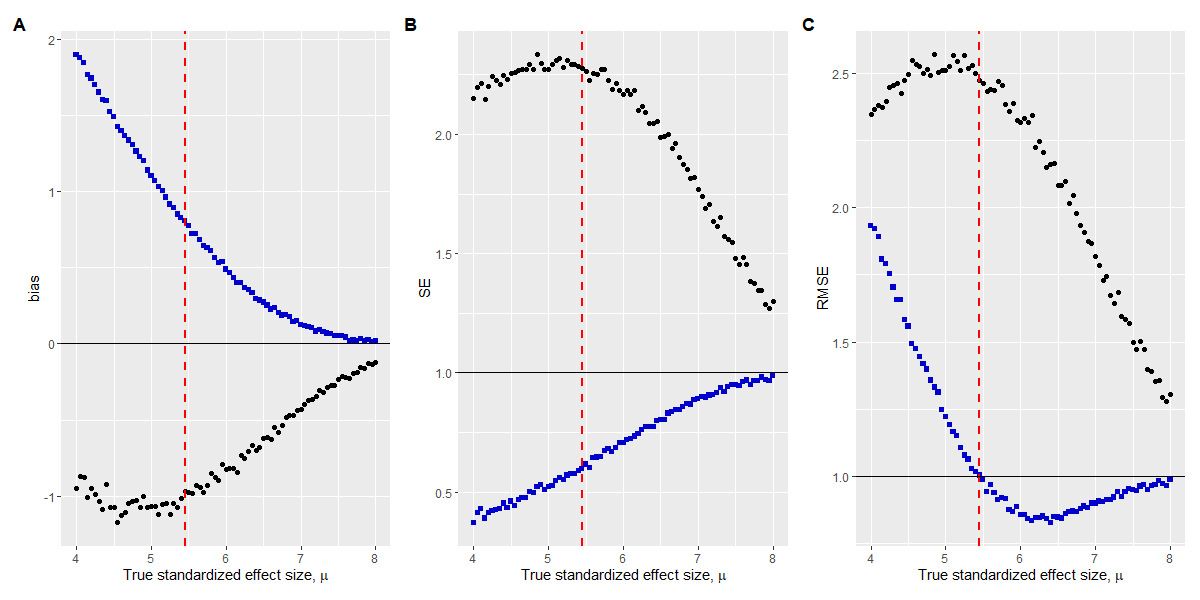 A
B
C
2
1
0
-1
bias
4 5 6 7 8
True standardized effect size, μ
2.0
1.5
1.0
0.5
SE
4 5 6 7 8
True standardized effect size, μ
2.5
2.0
1.5
1.0
RMSE
4 5 6 7 8
True standardized effect size, μ